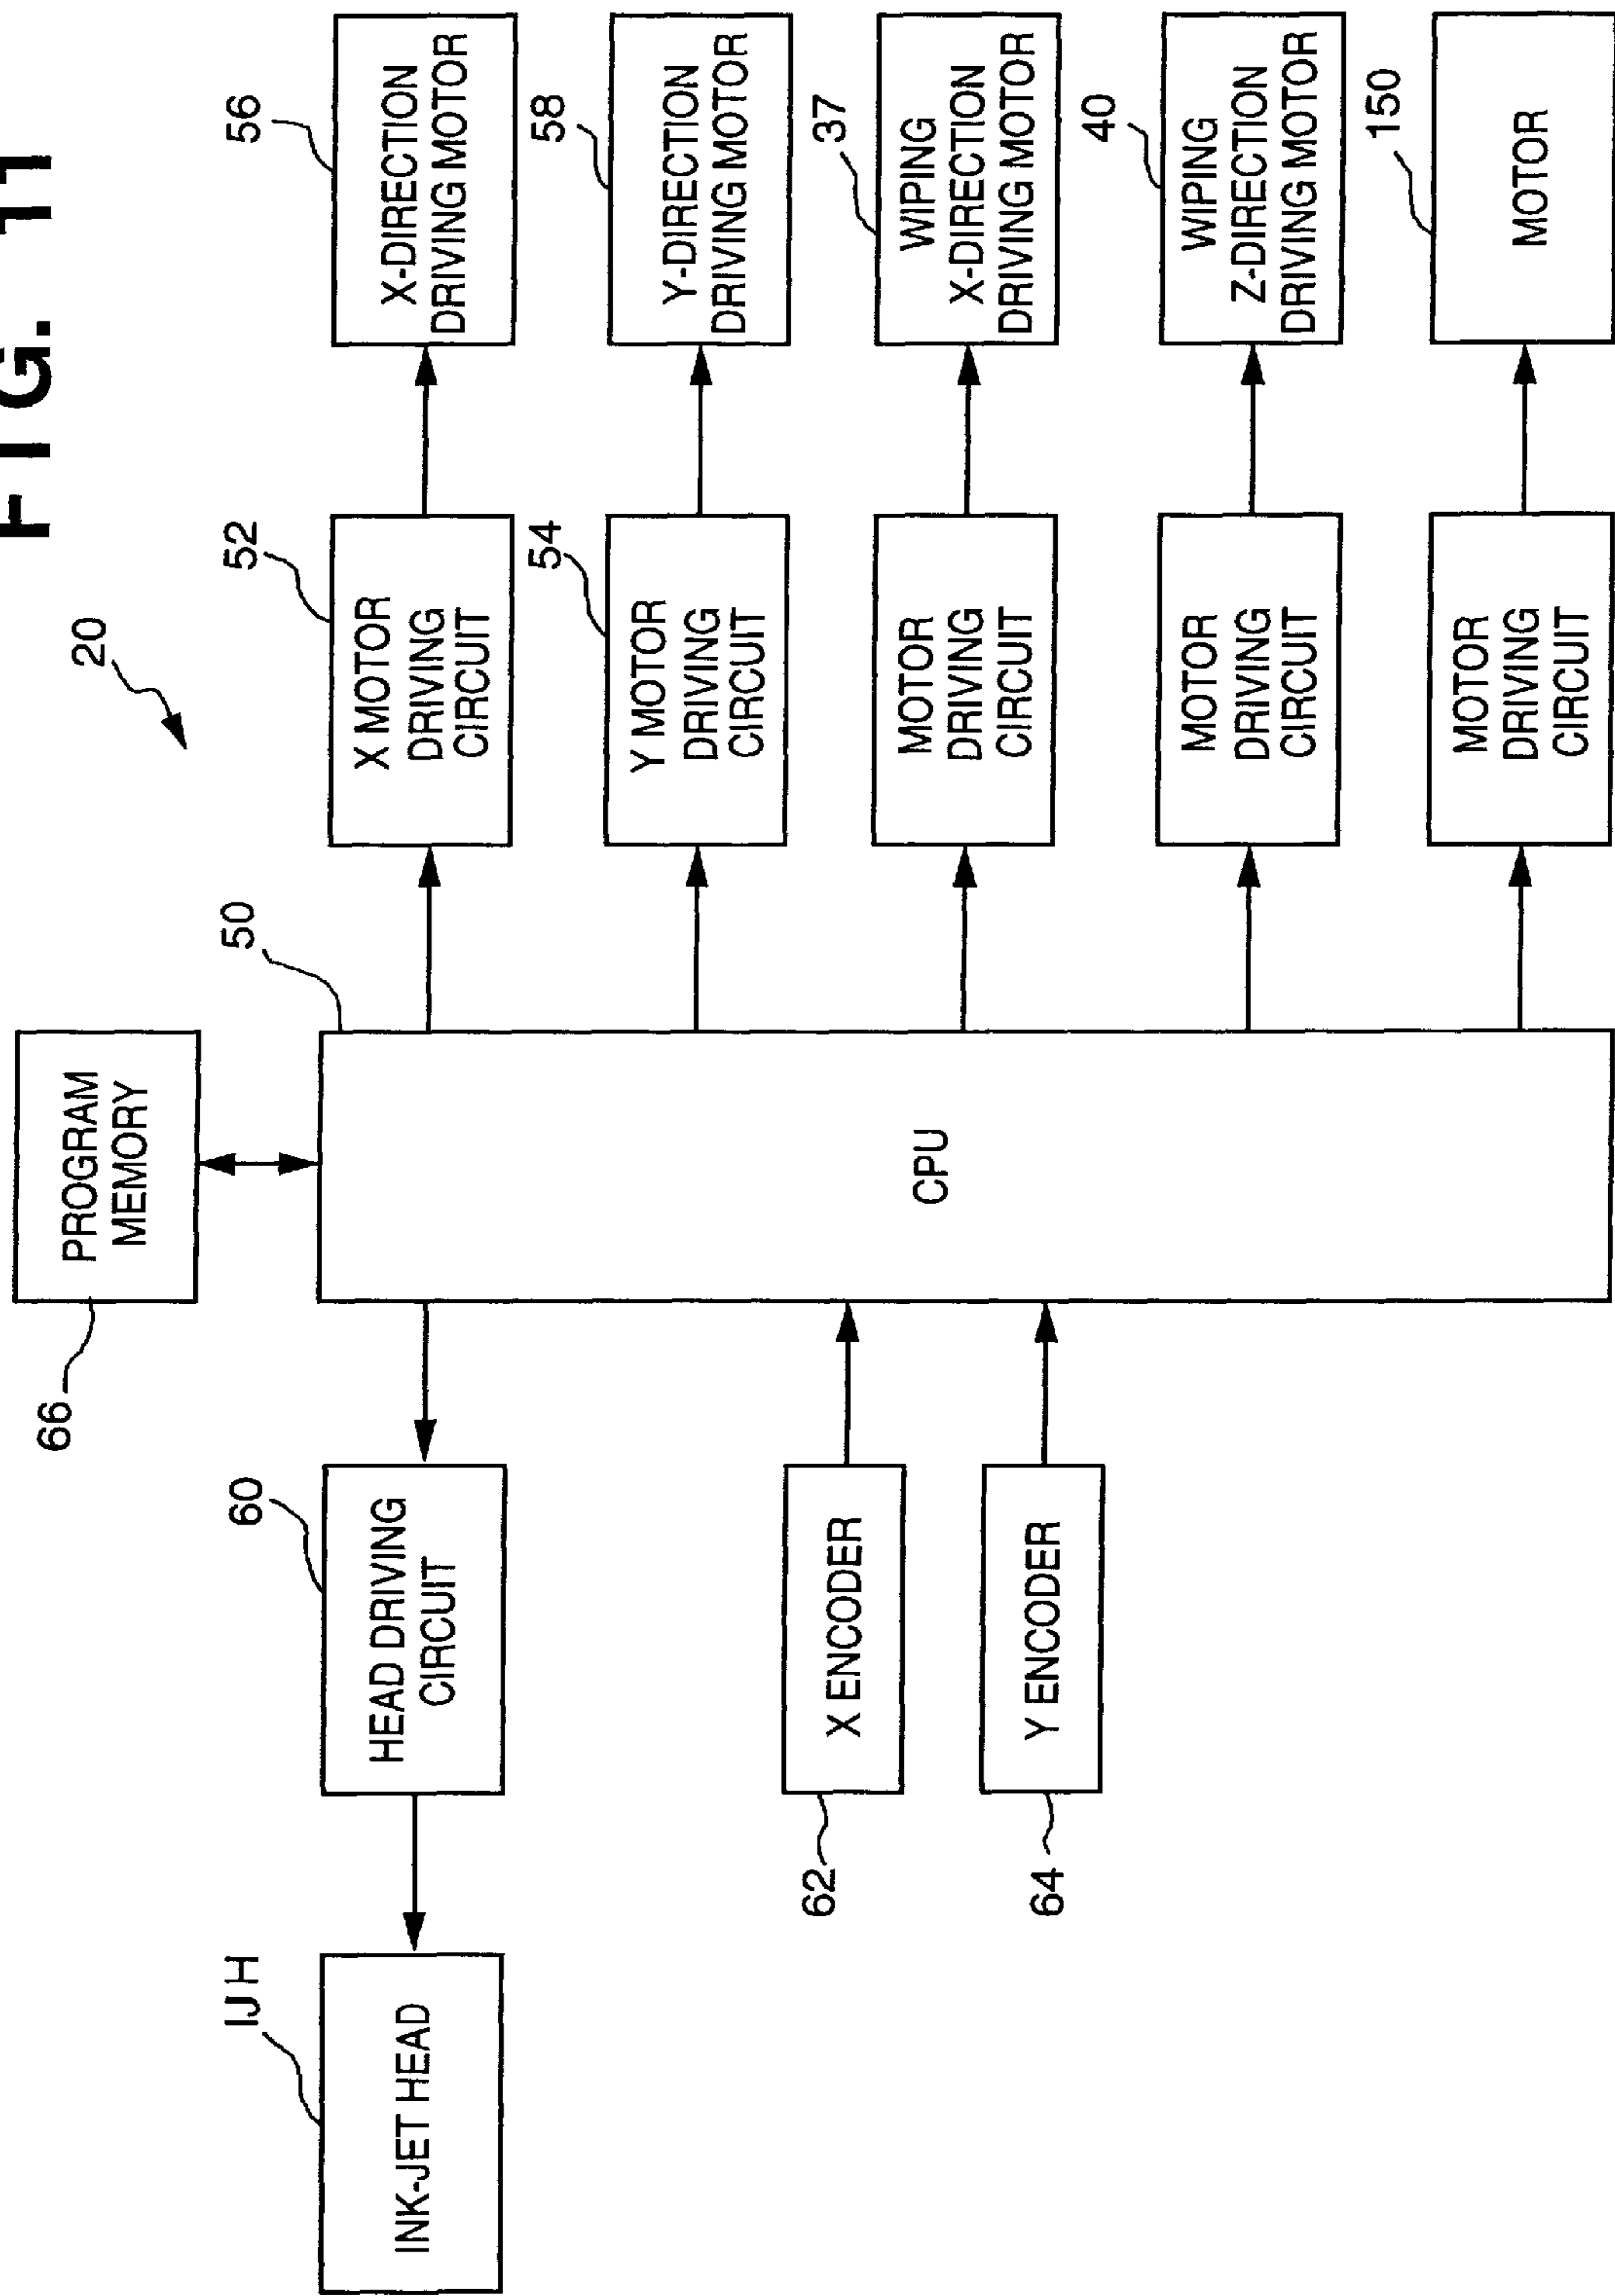 FIG. 11
20
66
PROGRAM
MEMORY
IJH
INK-JET HEAD
60
HEAD DRIVING
CIRCUIT
50
CPU
52
X MOTOR
DRIVING
CIRCUIT
56
X-DIRECTION
DRIVING MOTOR
54
Y MOTOR
DRIVING
CIRCUIT
58
Y-DIRECTION
DRIVING MOTOR
62
X ENCODER
MOTOR
DRIVING
CIRCUIT
37
WIPING
X-DIRECTION
DRIVING MOTOR
64
Y ENCODER
MOTOR
DRIVING
CIRCUIT
40
WIPING
Z-DIRECTION
DRIVING MOTOR
MOTOR
DRIVING
CIRCUIT
150
MOTOR